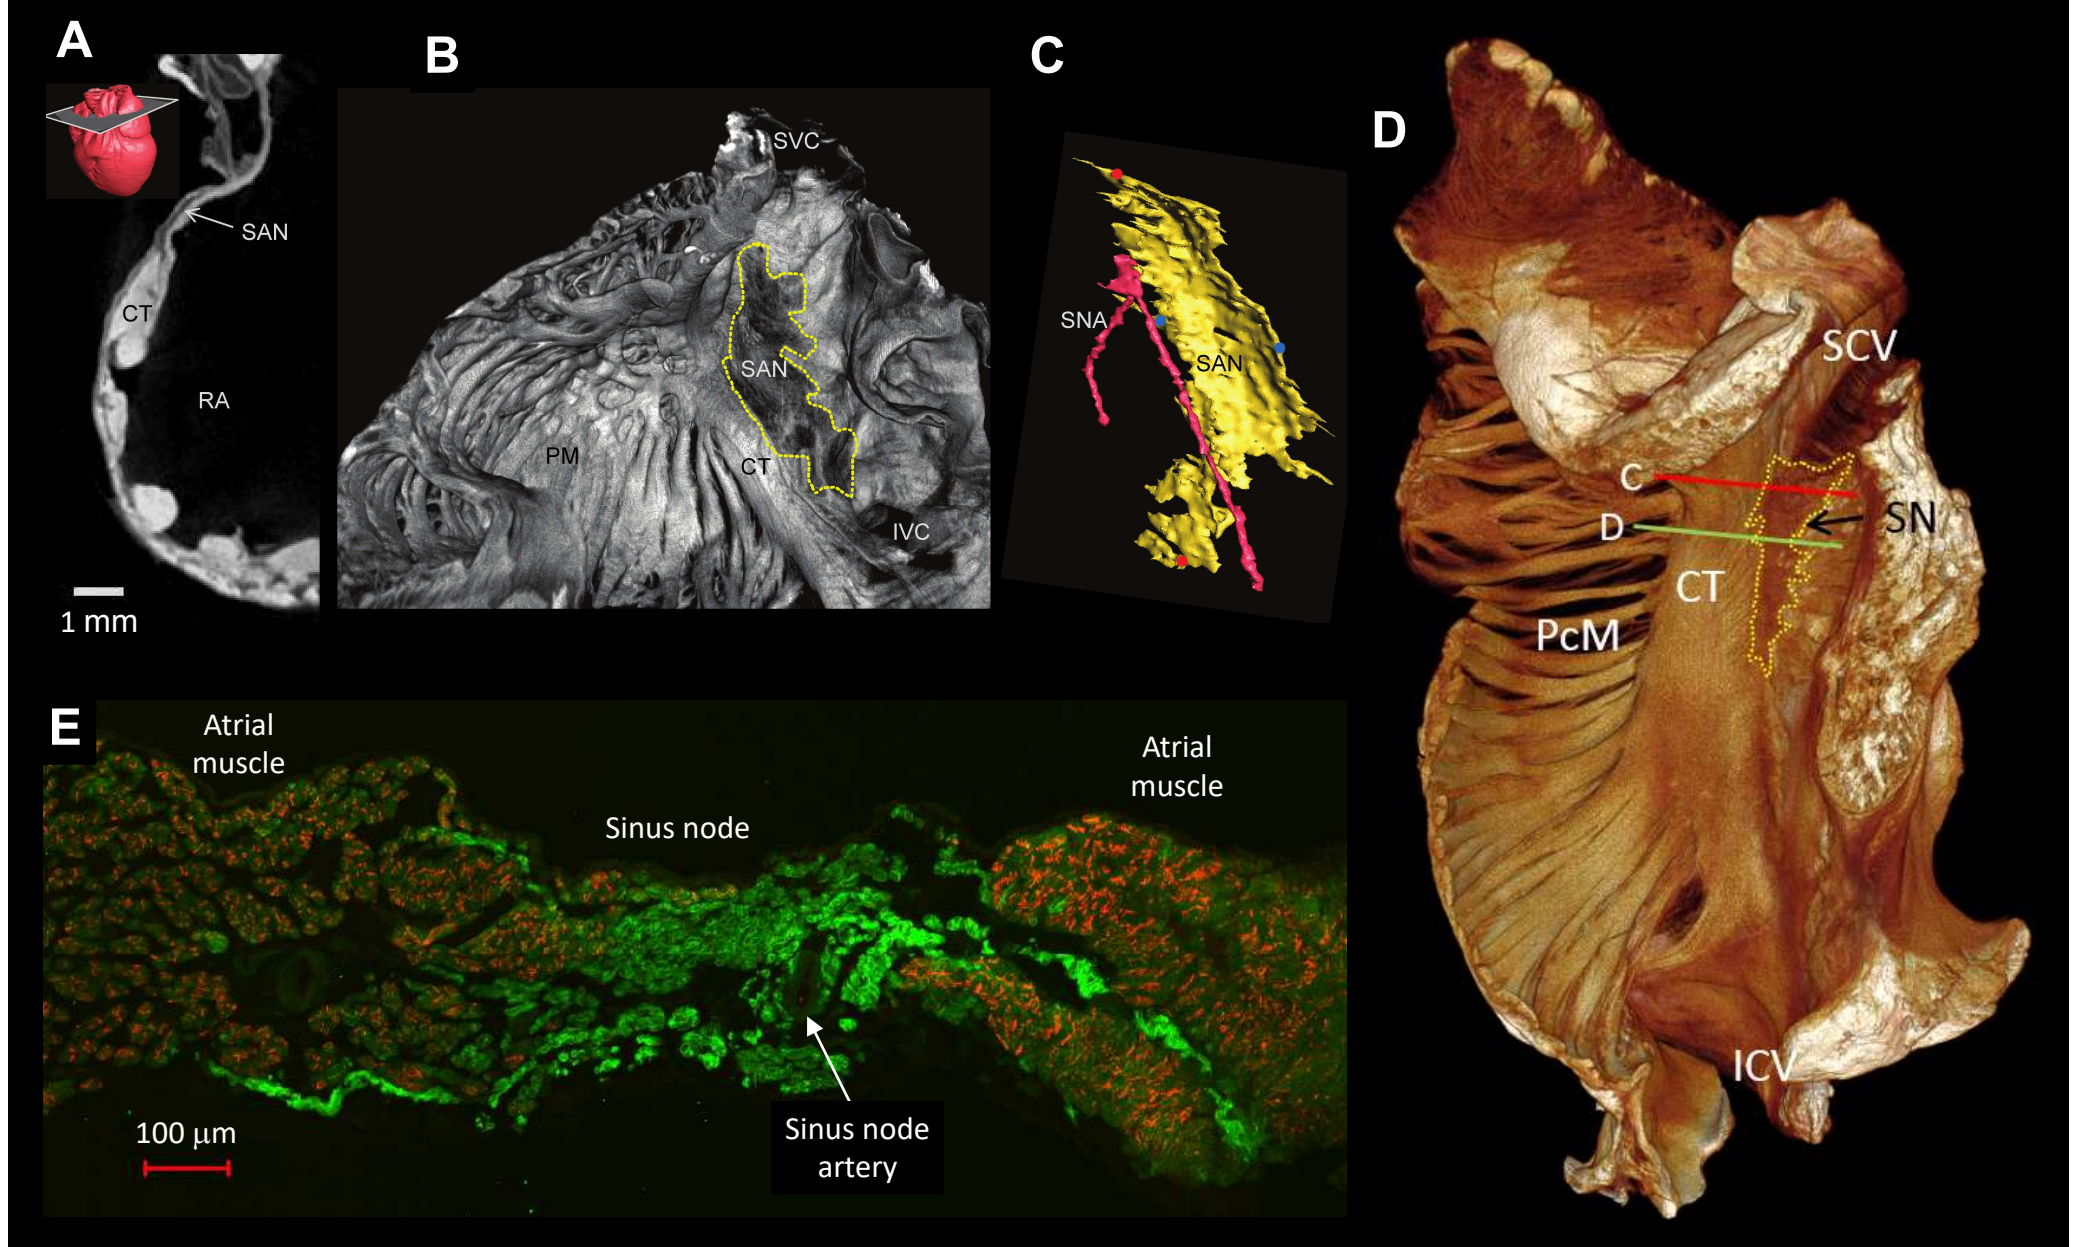 A
SAN
CT
RA
1 mm
B
SVC
SAN
PM
CT
IVC
C
SNA
SAN
D
SCV
C
D
SN
CT
PcM
ICV
E
Atrial
muscle
Sinus node
Atrial
muscle
Sinus node
artery
100 μm